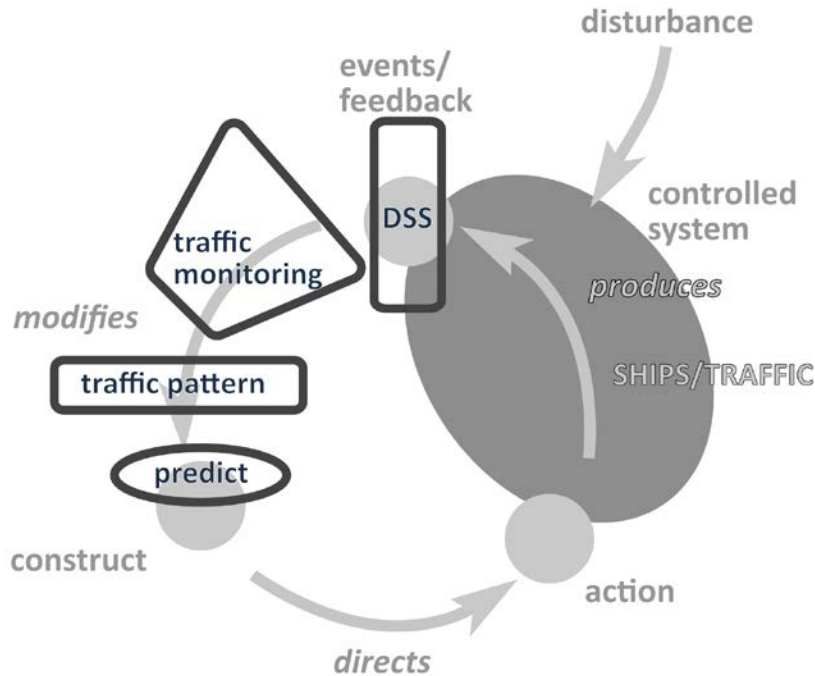 disturbance
events/
feedback
controlled
system
DSS
traffic
monitoring
produces
modifies
SHIPS/TRAFFIC
traffic pattern
predict
construct
action
directs